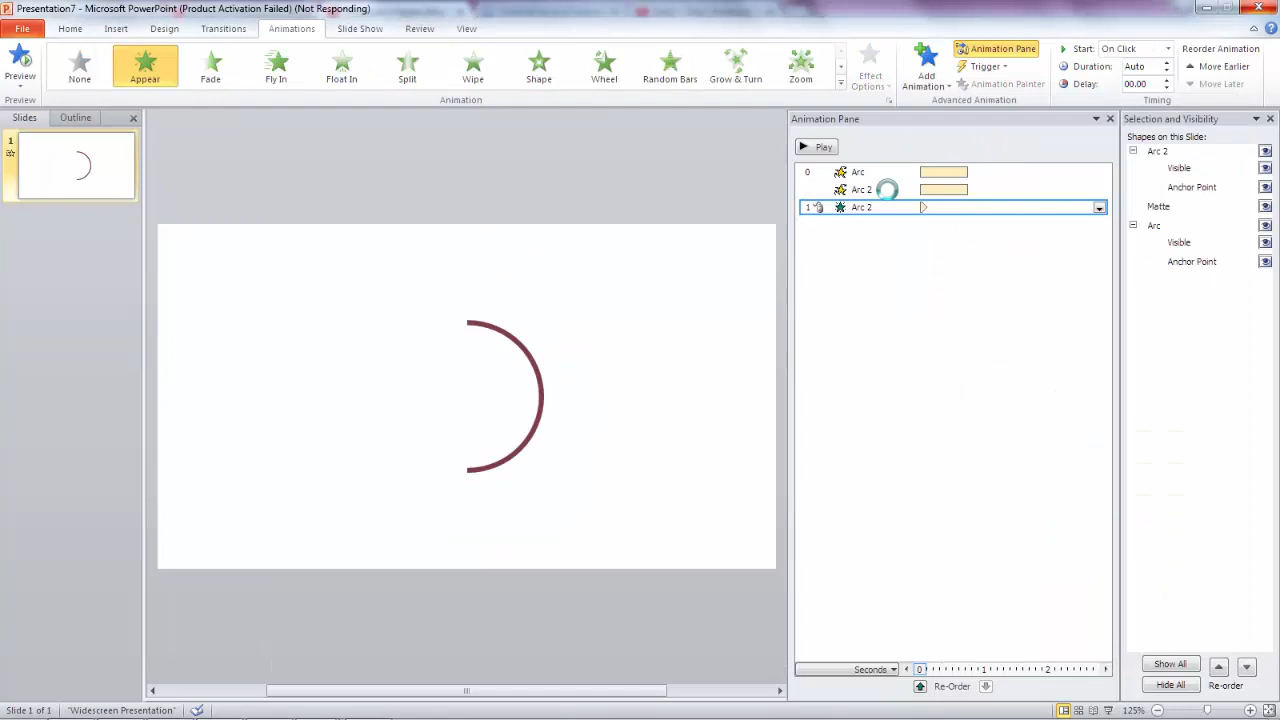 Presentation7 - Microsoft PowerPoint (Product Activation Failed) (Not Responding)
File Home Insert Design Transitions Animations Slide Show Review View
Preview None Appear Fade Fly In Float In Split Wipe Shape Wheel Random Bars Grow & Turn Zoom Effect Options Add Animation Animation Pane Trigger Animation Painter Start: On Click Duration: Auto Delay: 00.00 Reorder Animation Move Earlier Move Later
Preview Animation Advanced Animation Timing
Slides Outline
1
Animation Pane
Play
0 Arc
Arc 2
1 Arc 2
Seconds 0 1 2
Re-Order
Selection and Visibility
Shapes on this Slide:
Arc 2
Visible
Anchor Point
Matte
Arc
Visible
Anchor Point
Show All
Hide All Re-order
Slide 1 of 1 "Widescreen Presentation" 125%